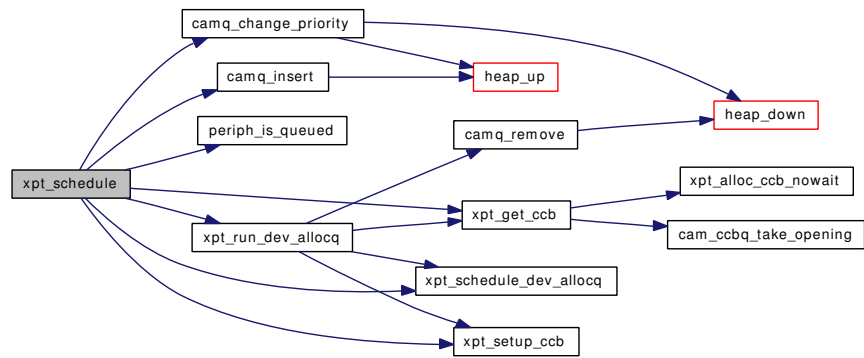 camq_change_priority
camq_insert
heap_up
periph_is_queued
heap_down
camq_remove
xpt_schedule
xpt_alloc_ccb_nowait
xpt_get_ccb
xpt_run_dev_allocq
cam_ccbq_take_opening
xpt_schedule_dev_allocq
xpt_setup_ccb